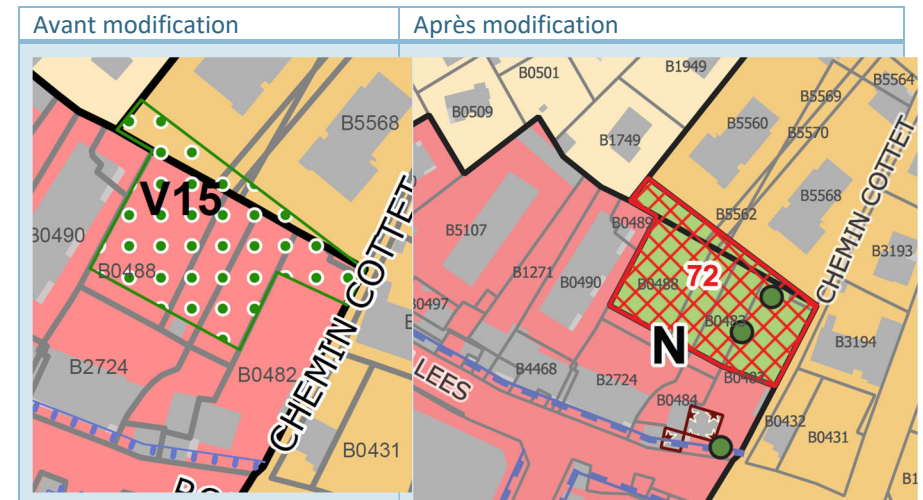 Avant modification
Après modification
B5568
V15
B0490
B0488
CHEMIN COTTET
B2724
B0482
B0431
B0501
B1949
B5564
B0509
B5569
B5560
B5570
B1749
B5568
B0489
B5562
B5107
CHEMIN COTTET
B3193
B1271
B0490
B0488
72
B0497
B0483
N
B3194
B4468
B2724
LEES
B0484
B0432
B0431